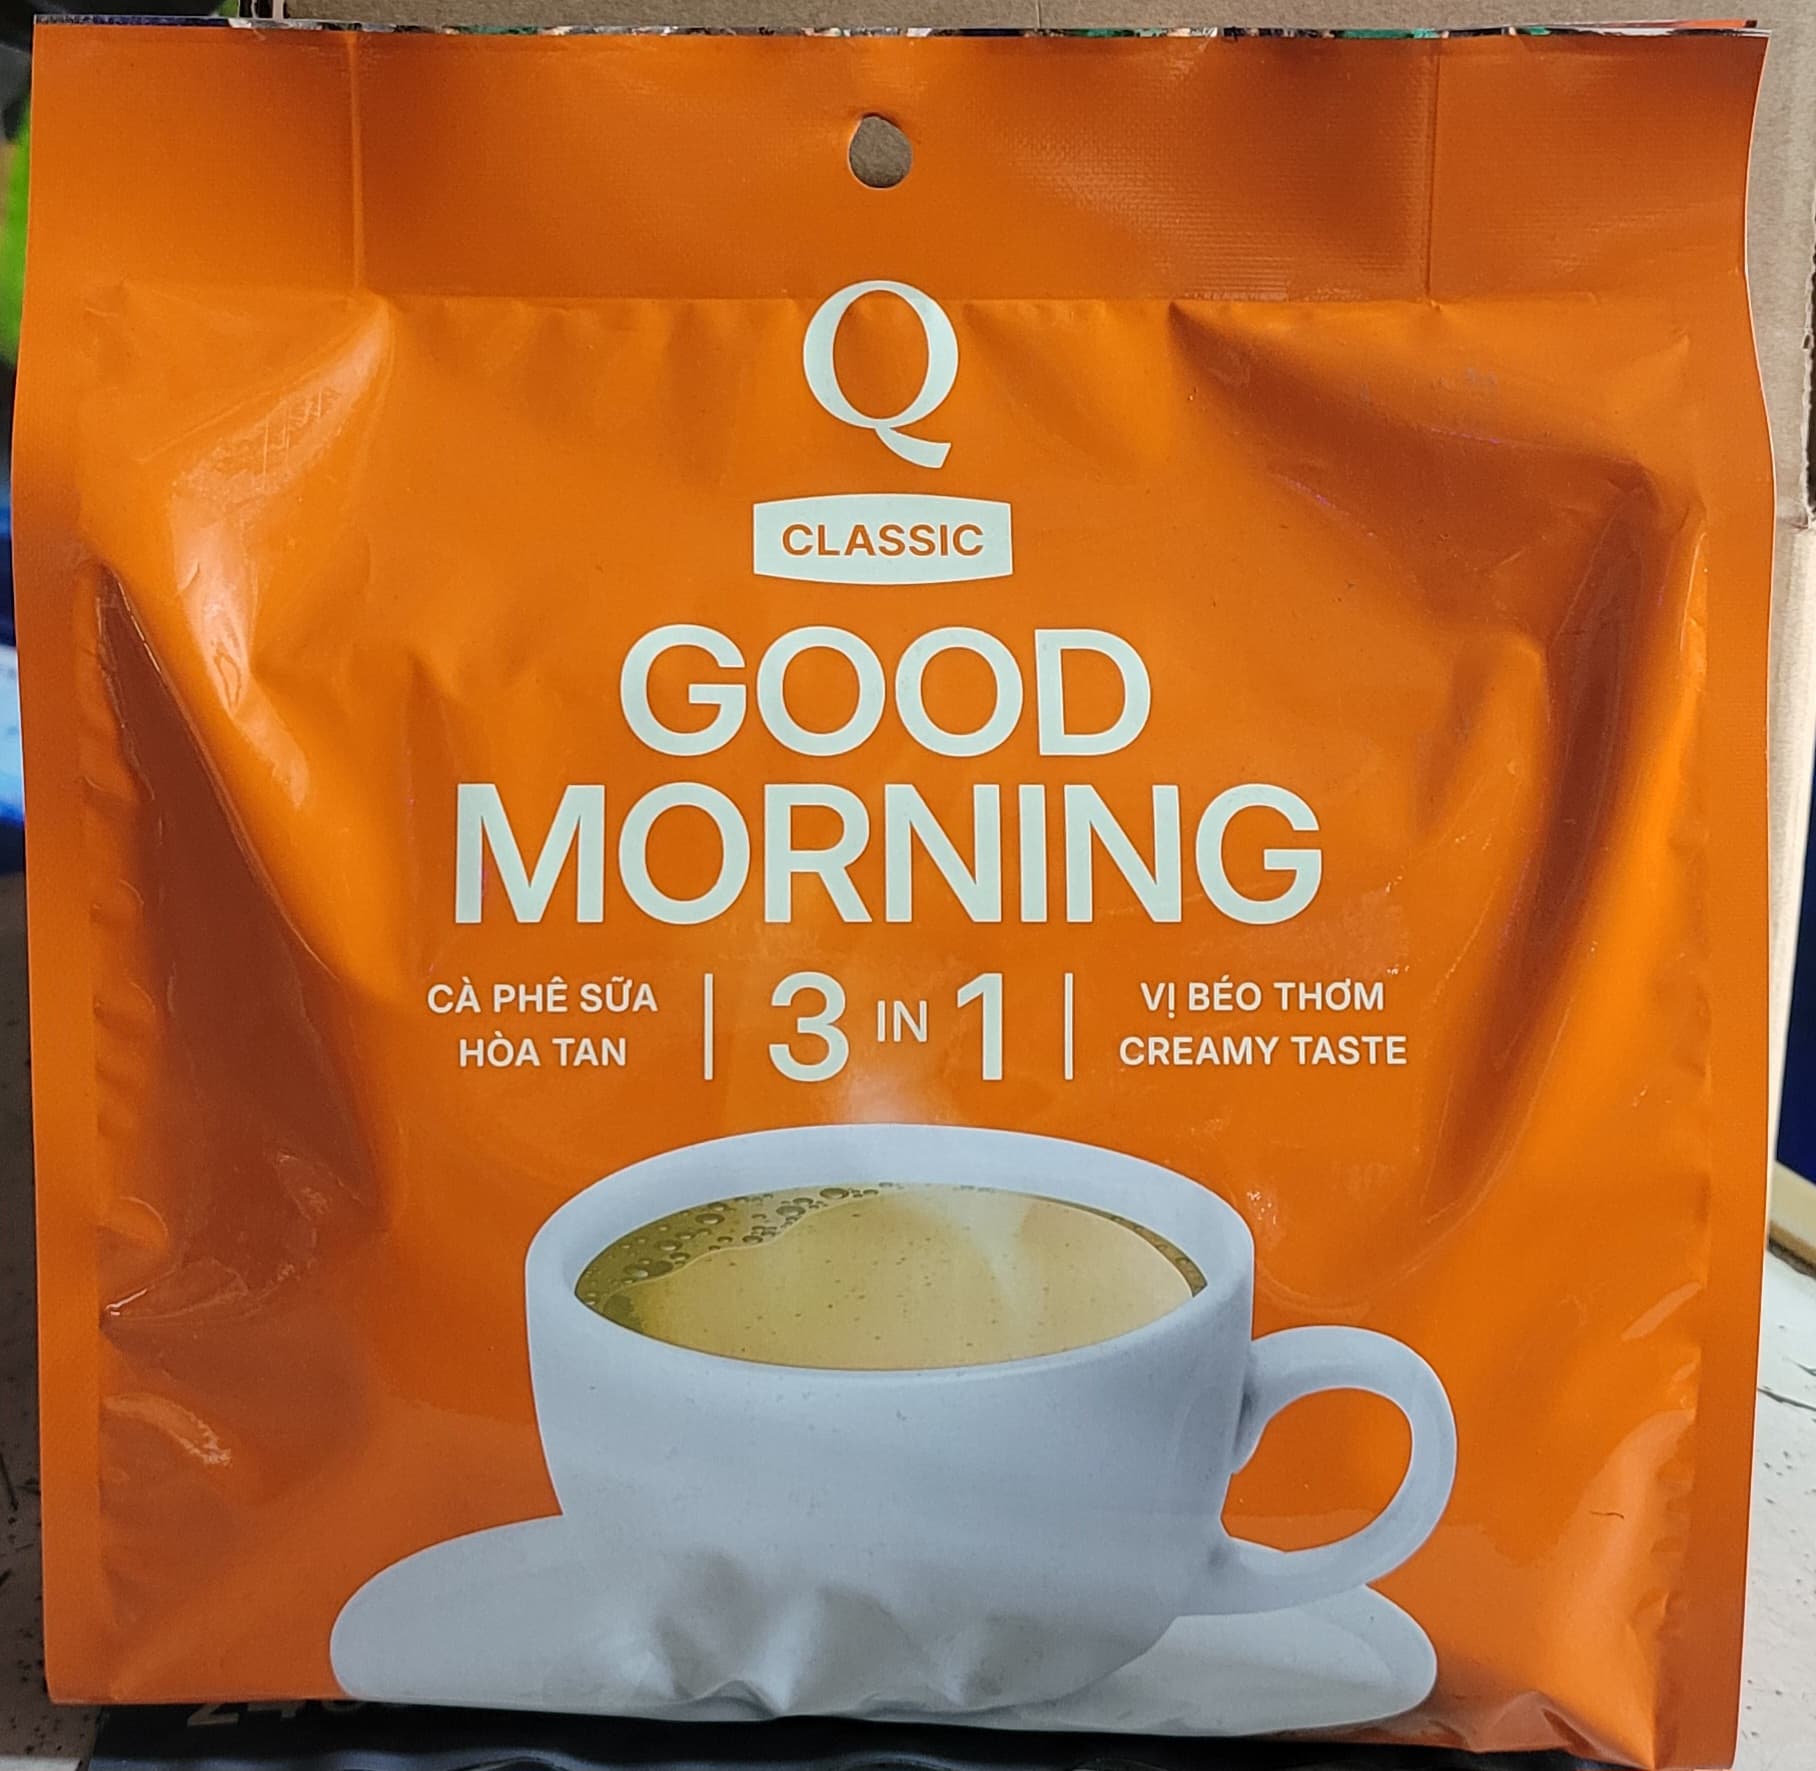 Q
CLASSIC
GOOD
MORNING
CÀ PHÊ SỮA
HÒA TAN
3 IN 1
VỊ BÉO THƠM
CREAMY TASTE